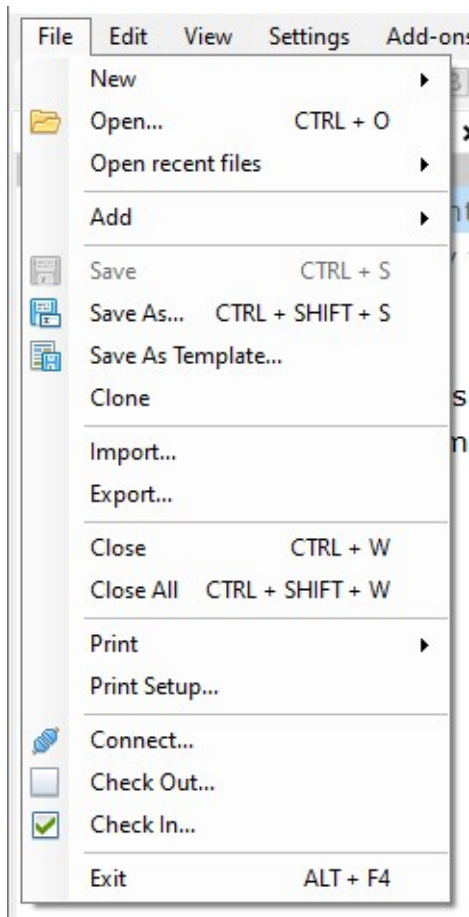 File Edit View Settings Add-ons
New
Open... CTRL + O
Open recent files
Add
Save CTRL + S
Save As... CTRL + SHIFT + S
Save As Template...
Clone
Import...
Export...
Close CTRL + W
Close All CTRL + SHIFT + W
Print
Print Setup...
Connect...
Check Out...
Check In...
Exit ALT + F4